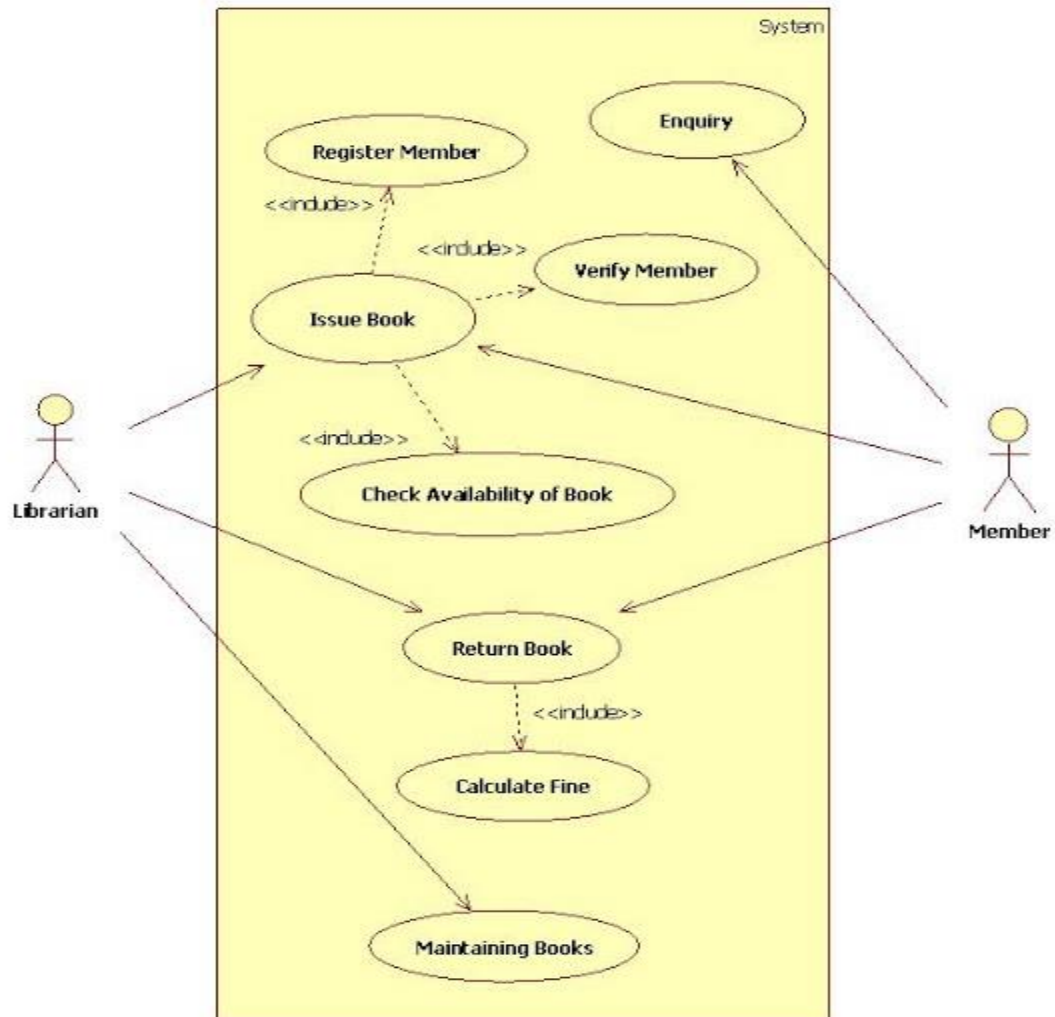 System
Enquiry
Register Member
<<include>>
<<include>>
Verify Member
Issue Book
<<include>>
Check Availability of Book
Librarian
Member
Return Book
<<include>>
Calculate Fine
Maintaining Books